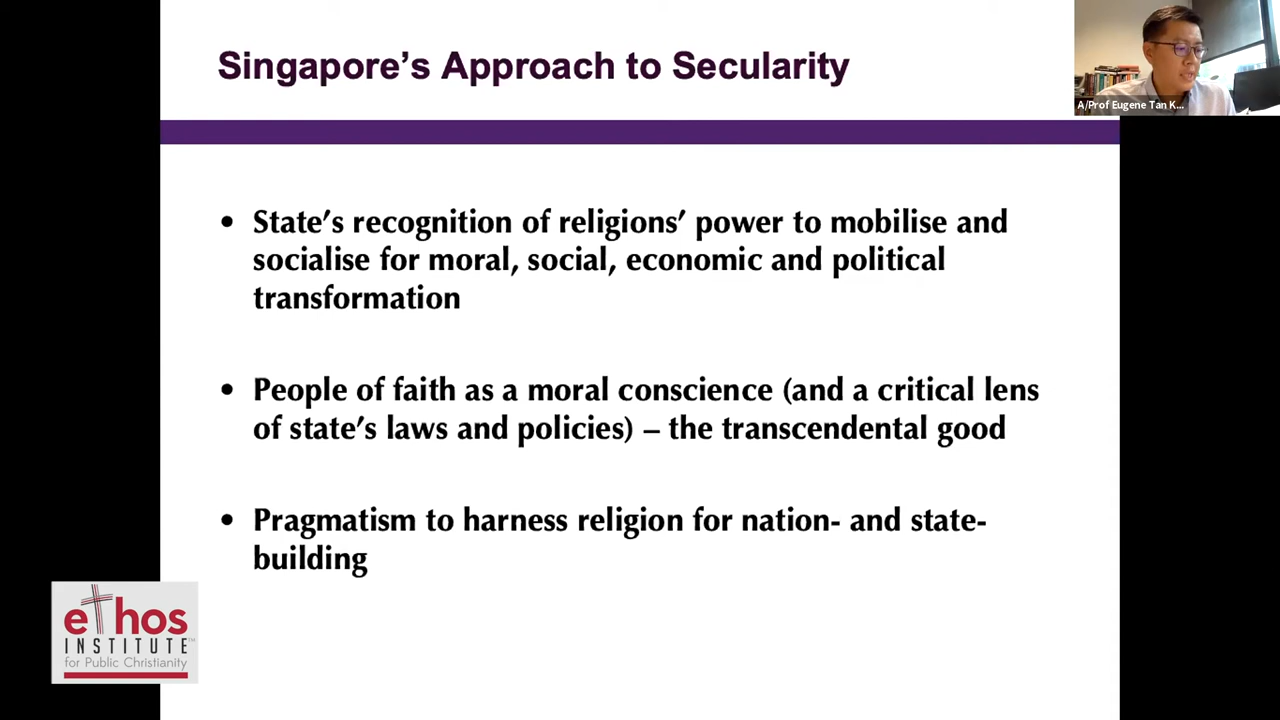 Singapore's Approach to Secularity
A/Prof Eugene Tan K...
• State's recognition of religions' power to mobilise and
socialise for moral, social, economic and political
transformation
• People of faith as a moral conscience (and a critical lens
of state's laws and policies) – the transcendental good
• Pragmatism to harness religion for nation- and state-
building
ethos
INSTITUTE™
for Public Christianity